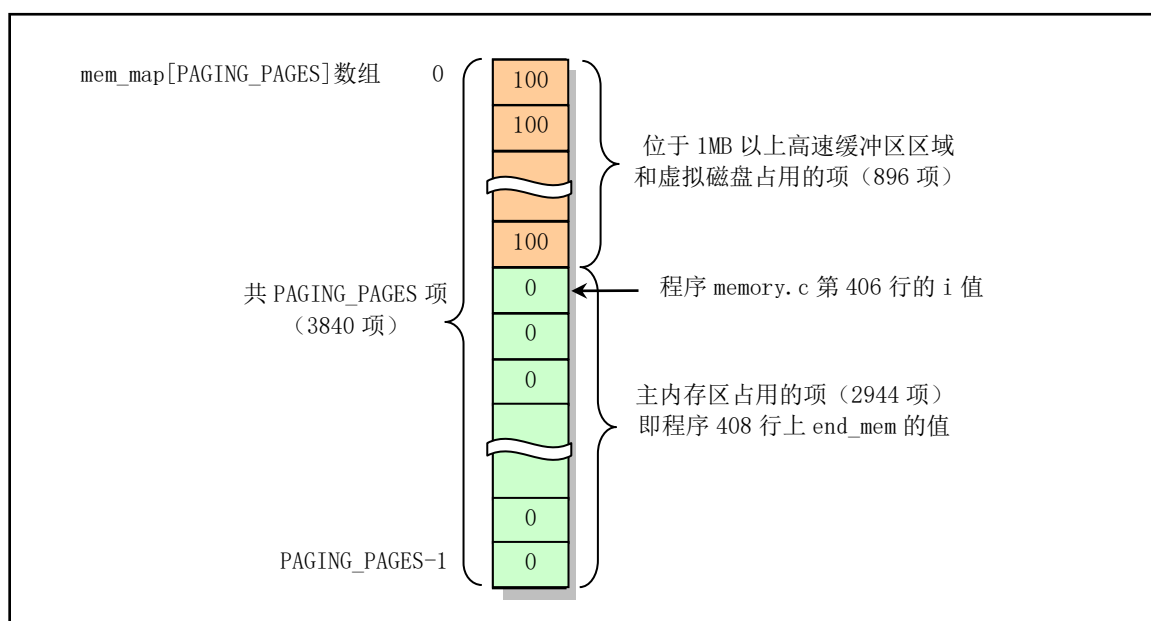 mem_map[PAGING_PAGES]数组 0
100
100
位于 1MB 以上高速缓冲区区域
和虚拟磁盘占用的项（896 项）
100
共 PAGING_PAGES 项
（3840 项）
0
程序 memory.c 第 406 行的 i 值
0
0
主内存区占用的项（2944 项）
即程序 408 行上 end_mem 的值
0
PAGING_PAGES-1
0